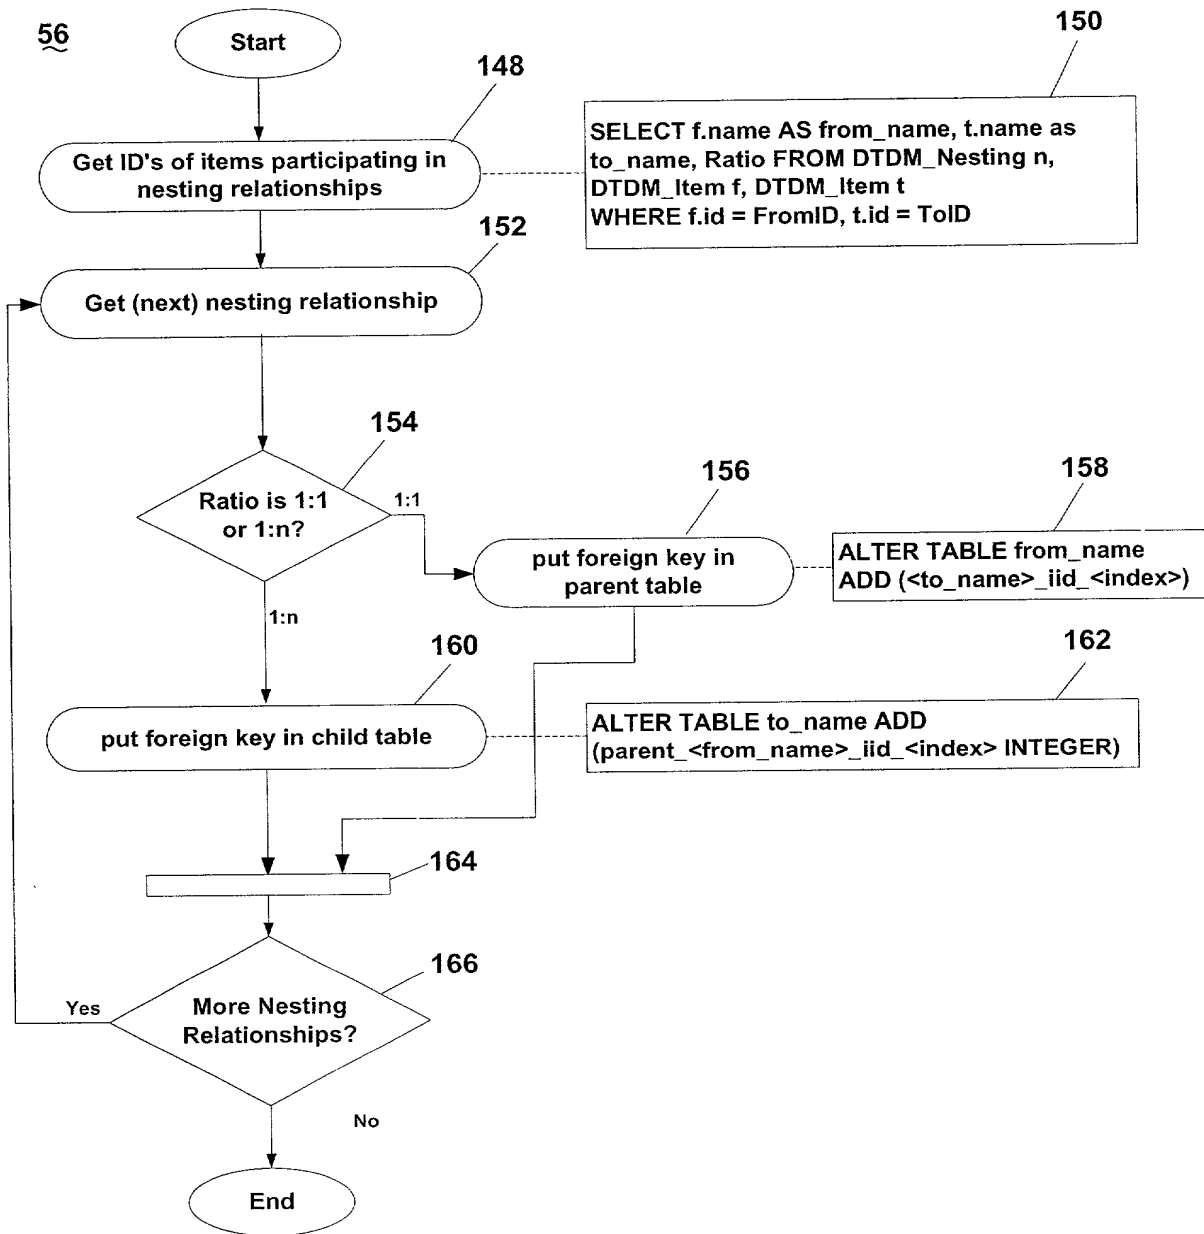 56
Start
148
150
Get ID's of items participating in
nesting relationships
SELECT f.name AS from_name, t.name as
to_name, Ratio FROM DTDM_Nesting n,
DTDM_Item f, DTDM_Item t
WHERE f.id = FromID, t.id = ToID
152
Get (next) nesting relationship
154
Ratio is 1:1
or 1:n?
1:1
1:n
156
put foreign key in
parent table
158
ALTER TABLE from_name
ADD (<to_name>_iid_<index>)
160
put foreign key in child table
162
ALTER TABLE to_name ADD
(parent_<from_name>_iid_<index> INTEGER)
164
166
More Nesting
Relationships?
Yes
No
End